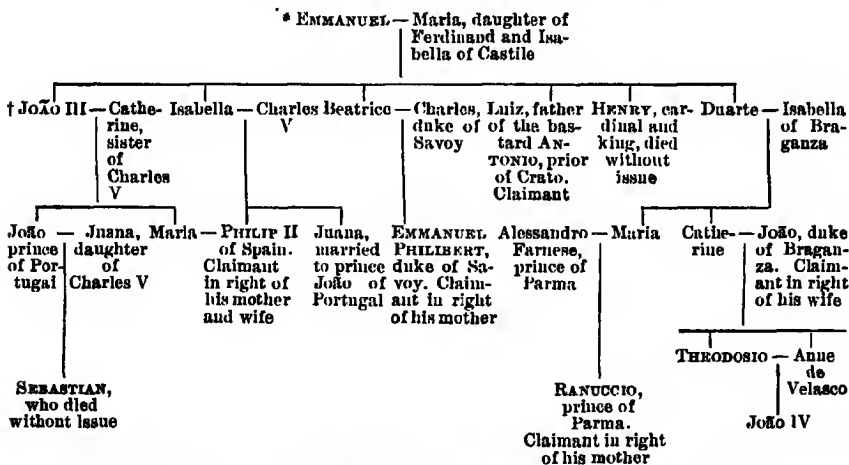 * EMMANUEL — Maria, daughter of
Ferdinand and Isa-
bella of Castile
† JOÃO III — Cathe-
rine,
sister
of
Charles
V
Isabella — Charles
V
Beatrice — Charles,
duke of
Savoy
Luiz, father
of the bas-
tard AN-
TONIO, prior
of Crato.
Claimant
HENRY, car-
dinal and
king, died
without
issue
Duarte — Isabella
of Bra-
ganza
João —
prince
of Por-
tugal
Juana,
daughter
of
Charles V
Maria — PHILIP II
of Spain.
Claimant
in right of
his mother
and wife
Juana,
married
to prince
João of
Portugal
EMMANUEL
PHILIBERT,
duke of Sa-
voy. Claim-
ant in right
of his mother
Alessandro — Maria
Farnese,
prince of
Parma
Cathe- —
rine
João, duke
of Bragan-
za. Claim-
ant in right
of his wife
SEBASTIAN,
who died
without issue
RANUCCIO,
prince of
Parma.
Claimant in right
of his mother
THEODOSIO — Anne
de
Velasco
João IV